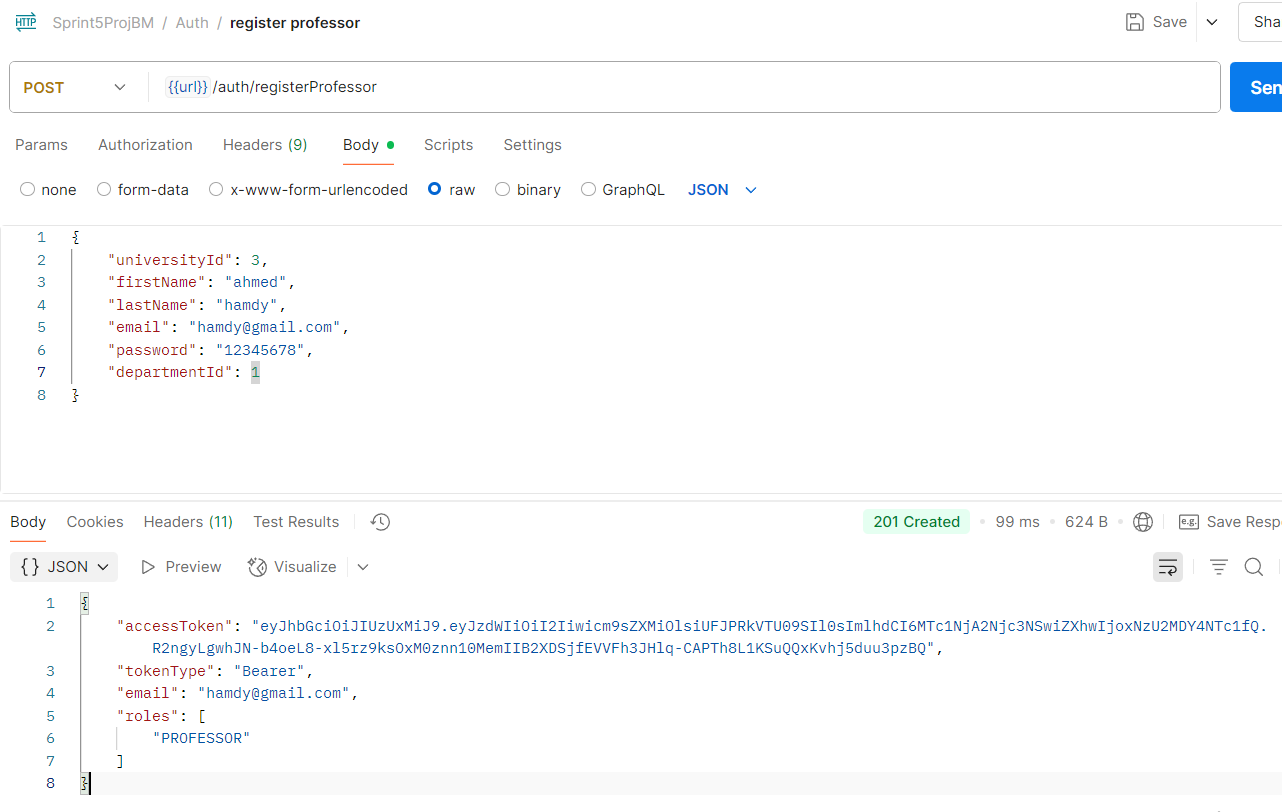 HTTP Sprint5ProjBM / Auth / register professor Save Sha
POST {{url}} /auth/registerProfessor Sen
Params Authorization Headers (9) Body Scripts Settings
none form-data x-www-form-urlencoded raw binary GraphQL JSON
1 {
2 "universityId": 3,
3 "firstName": "ahmed",
4 "lastName": "hamdy",
5 "email": "hamdy@gmail.com",
6 "password": "12345678",
7 "departmentId": 1
8 }
Body Cookies Headers (11) Test Results 201 Created 99 ms 624 B e.g. Save Resp
{} JSON Preview Visualize
1 {
2 "accessToken": "eyJhbGciOiJIUzUxMiJ9.eyJzdWIiOiI2Iiwicm9sZXMiOlsiUFJPRkVTU09SIl0sImlhdCI6MTc1NjA2Njc3NSwiZXhwIjoxNzU2MDY4NTc1fQ.
R2ngyLgwhJN-b4oeL8-xl5rz9ksOxM0znn10MemIIB2XDSjfEVVFh3JHlq-CAPTh8L1KSuQQxKvhj5duu3pzBQ",
3 "tokenType": "Bearer",
4 "email": "hamdy@gmail.com",
5 "roles": [
6 "PROFESSOR"
7 ]
8 }